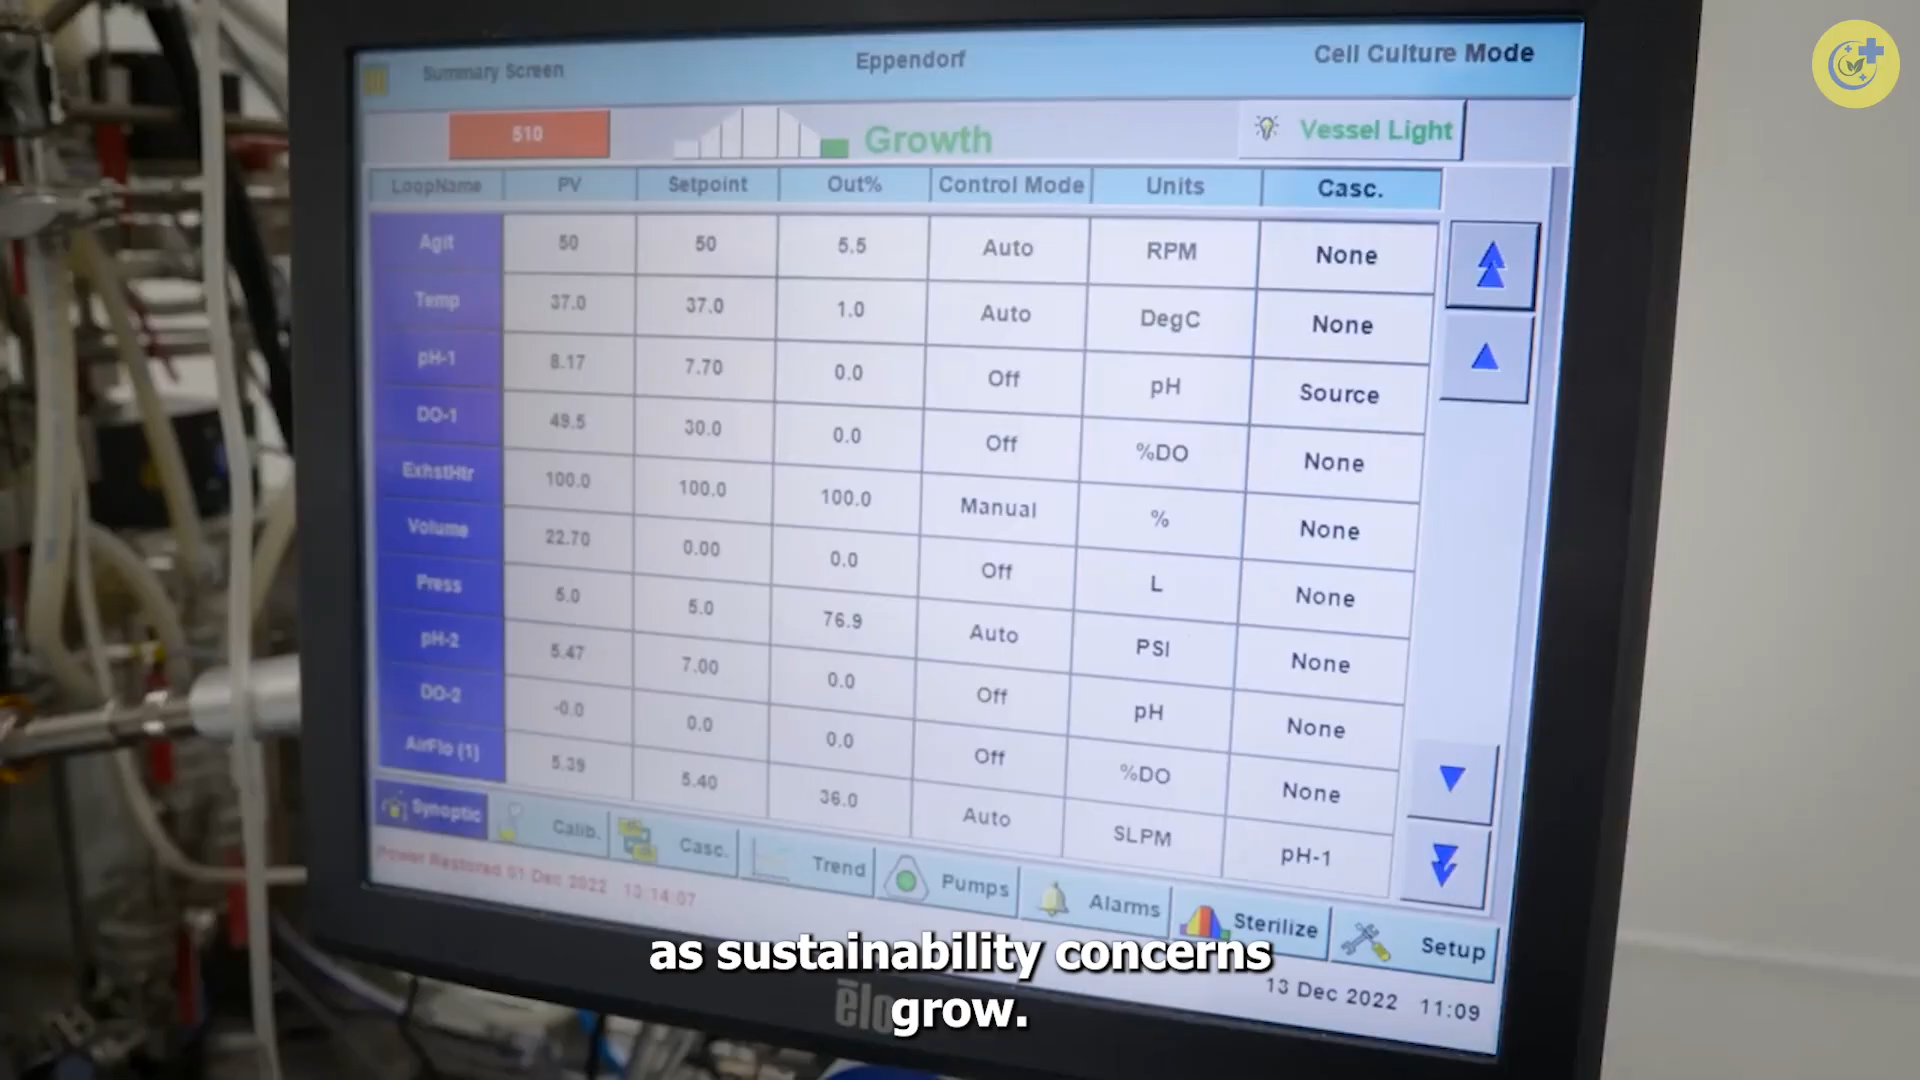 Summary Screen Eppendorf Cell Culture Mode
510 Growth Vessel Light
LoopName PV Setpoint Out% Control Mode Units Casc.
Agit 50 50 5.5 Auto RPM None
Temp 37.0 37.0 1.0 Auto DegC None
pH-1 8.17 7.70 0.0 Off pH Source
DO-1 49.5 30.0 0.0 Off %DO None
ExhstHtr 100.0 100.0 100.0 Manual % None
Volume 22.70 0.00 0.0 Off L None
Press 5.0 5.0 76.9 Auto PSI None
pH-2 5.47 7.00 0.0 Off pH None
DO-2 -0.0 0.0 0.0 Off %DO None
AirFlo (1) 5.39 5.40 36.0 Auto SLPM pH-1
Synoptic Calib. Casc. Trend Pumps Alarms Sterilize Setup
Power Restored 01 Dec 2022 13:14:07
13 Dec 2022 11:09
as sustainability concerns
grow.
elo